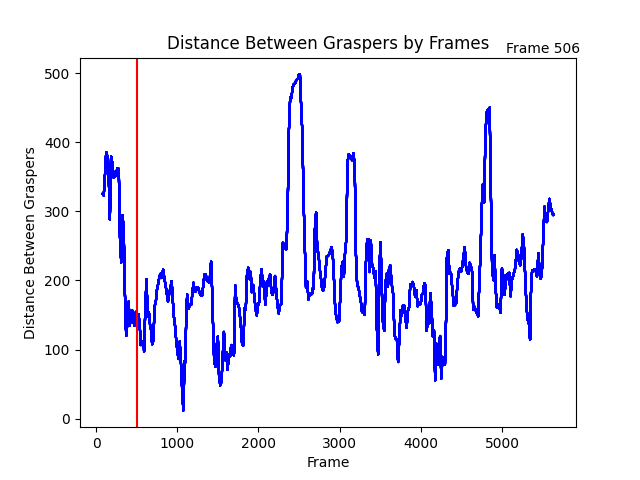 Distance Between Graspers by Frames
Frame 506
Distance Between Graspers
500
400
300
200
100
0
0 1000 2000 3000 4000 5000
Frame